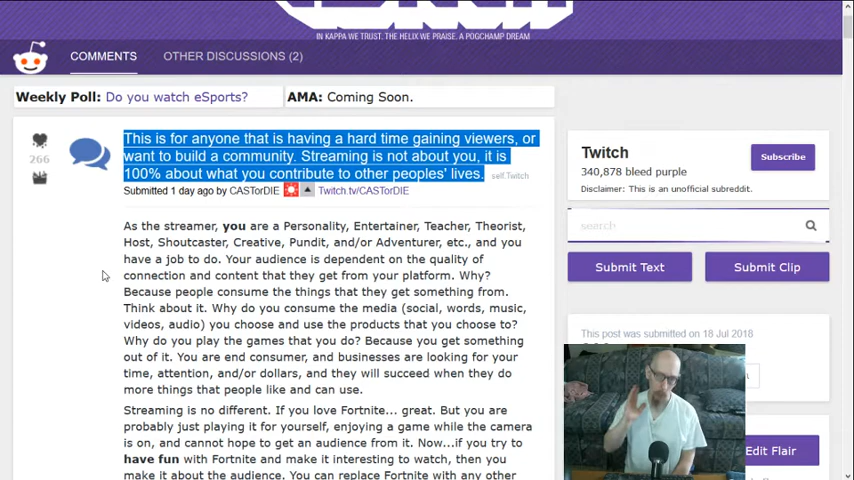 IN KAPPA WE TRUST. THE HELIX WE PRAISE. A POGCHAMP DREAM
COMMENTS
OTHER DISCUSSIONS (2)
Weekly Poll: Do you watch eSports?
AMA: Coming Soon.
This is for anyone that is having a hard time gaining viewers, or
want to build a community. Streaming is not about you, it is
100% about what you contribute to other peoples' lives.
self.Twitch
266
Submitted 1 day ago by CASTorDIE
Twitch.tv/CASTorDIE
As the streamer, you are a Personality, Entertainer, Teacher, Theorist,
Host, Shoutcaster, Creative, Pundit, and/or Adventurer, etc., and you
have a job to do. Your audience is dependent on the quality of
connection and content that they get from your platform. Why?
Because people consume the things that they get something from.
Think about it. Why do you consume the media (social, words, music,
videos, audio) you choose and use the products that you choose to?
Why do you play the games that you do? Because you get something
out of it. You are end consumer, and businesses are looking for your
time, attention, and/or dollars, and they will succeed when they do
more things that people like and can use.
Streaming is no different. If you love Fortnite... great. But you are
probably just playing it for yourself, enjoying a game while the camera
is on, and cannot hope to get an audience from it. Now...if you try to
have fun with Fortnite and make it interesting to watch, then you
make it about the audience. You can replace Fortnite with any other
Twitch
Subscribe
340,878 bleed purple
Disclaimer: This is an unofficial subreddit.
search
Submit Text
Submit Clip
This post was submitted on 18 Jul 2018
Edit Flair